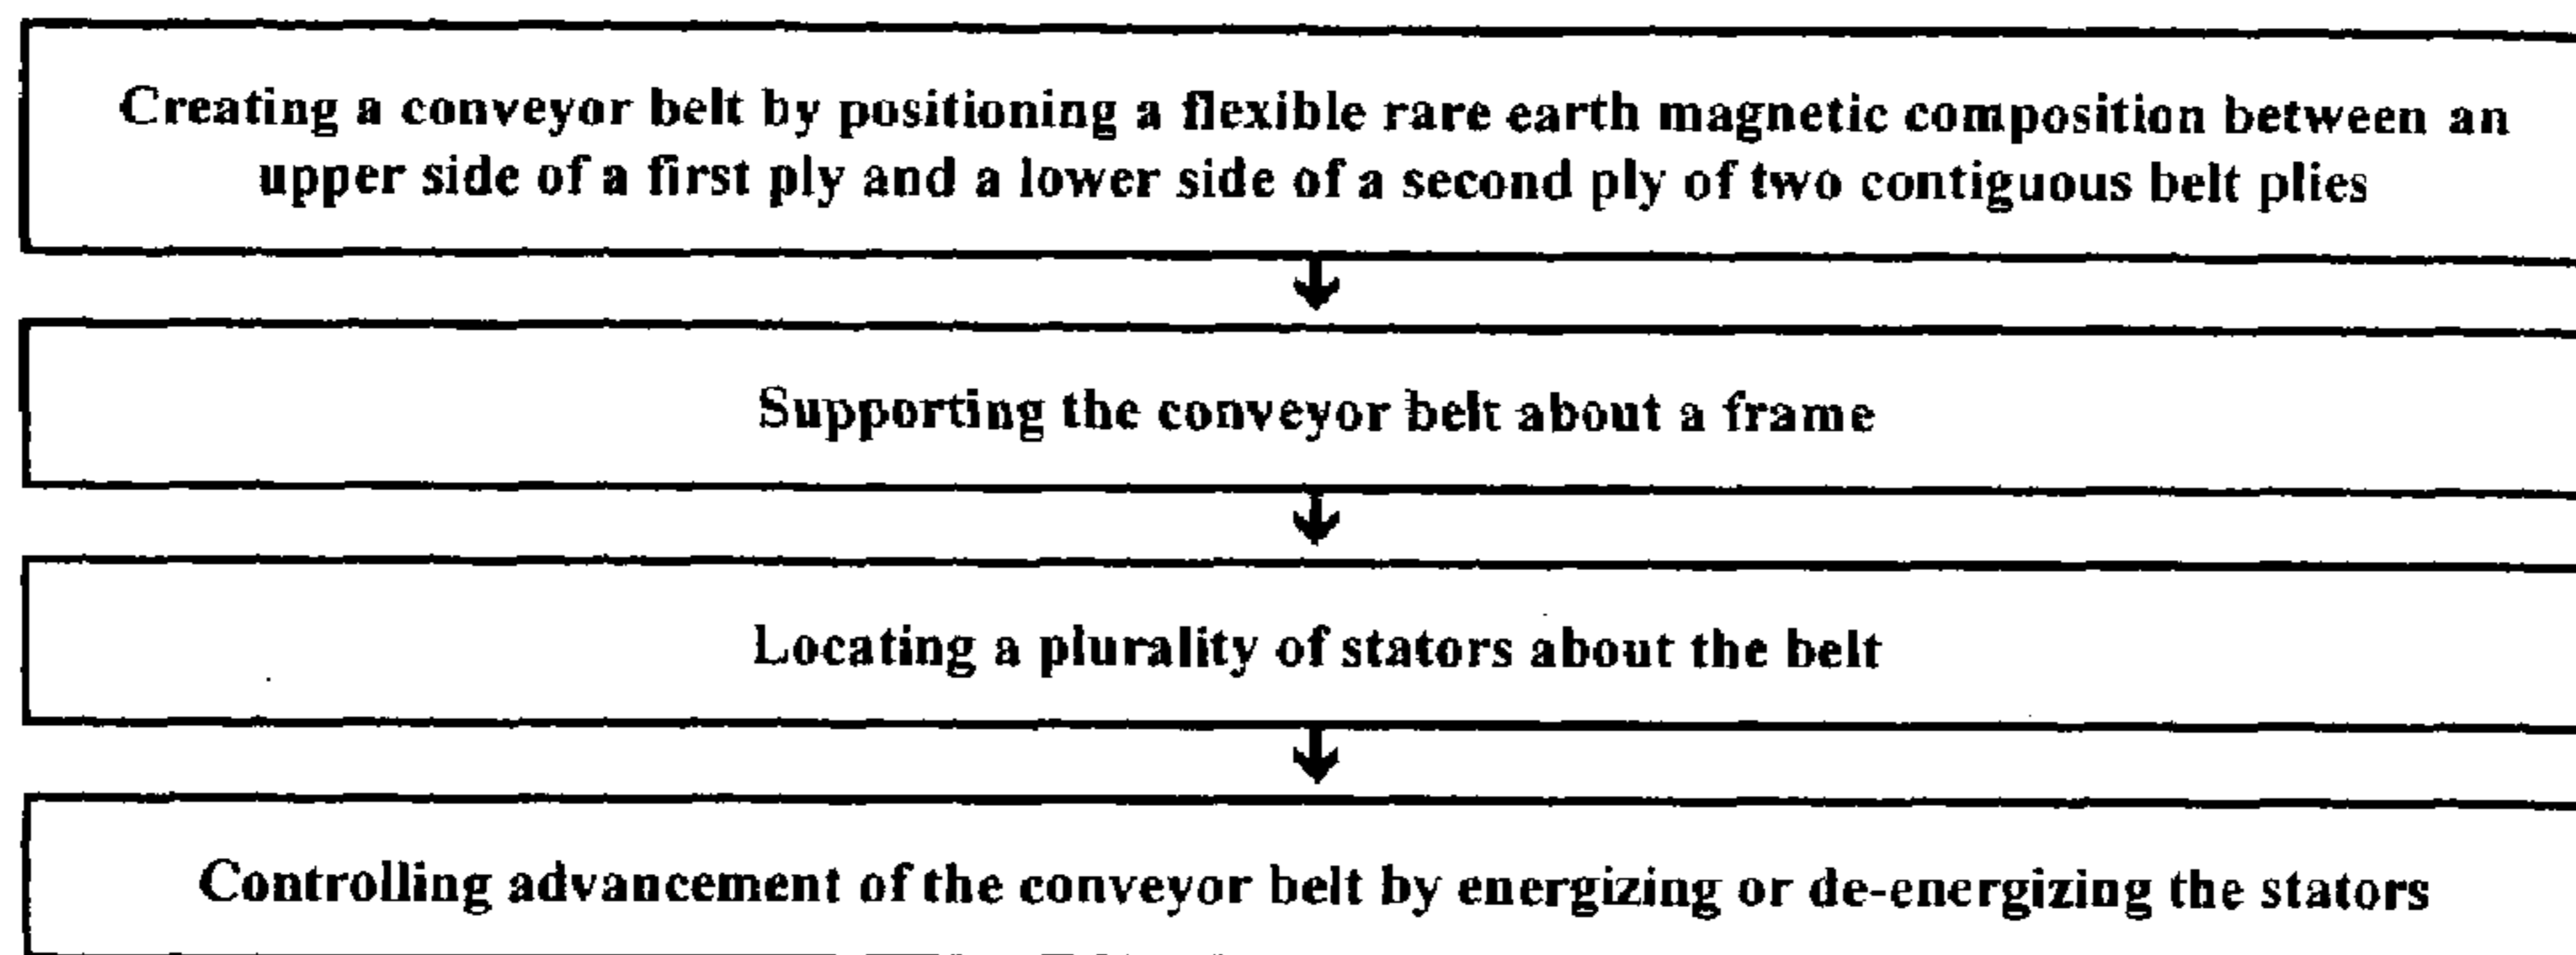 Creating a conveyor belt by positioning a flexible rare earth magnetic composition between an
upper side of a first ply and a lower side of a second ply of two contiguous belt plies
Supporting the conveyor belt about a frame
Locating a plurality of stators about the belt
Controlling advancement of the conveyor belt by energizing or de-energizing the stators